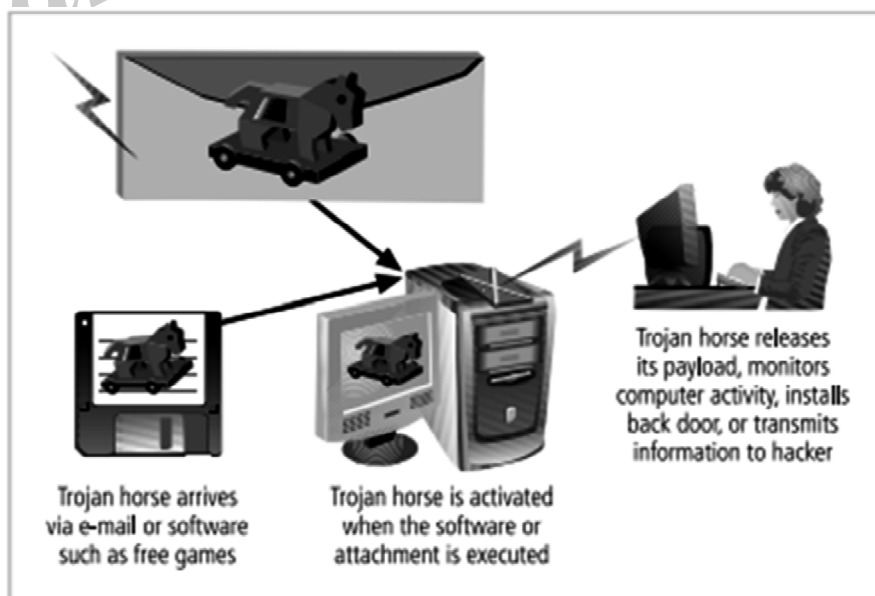 Trojan horse arrives
via e-mail or software
such as free games
Trojan horse is activated
when the software or
attachment is executed
Trojan horse releases
its payload, monitors
computer activity, installs
back door, or transmits
information to hacker